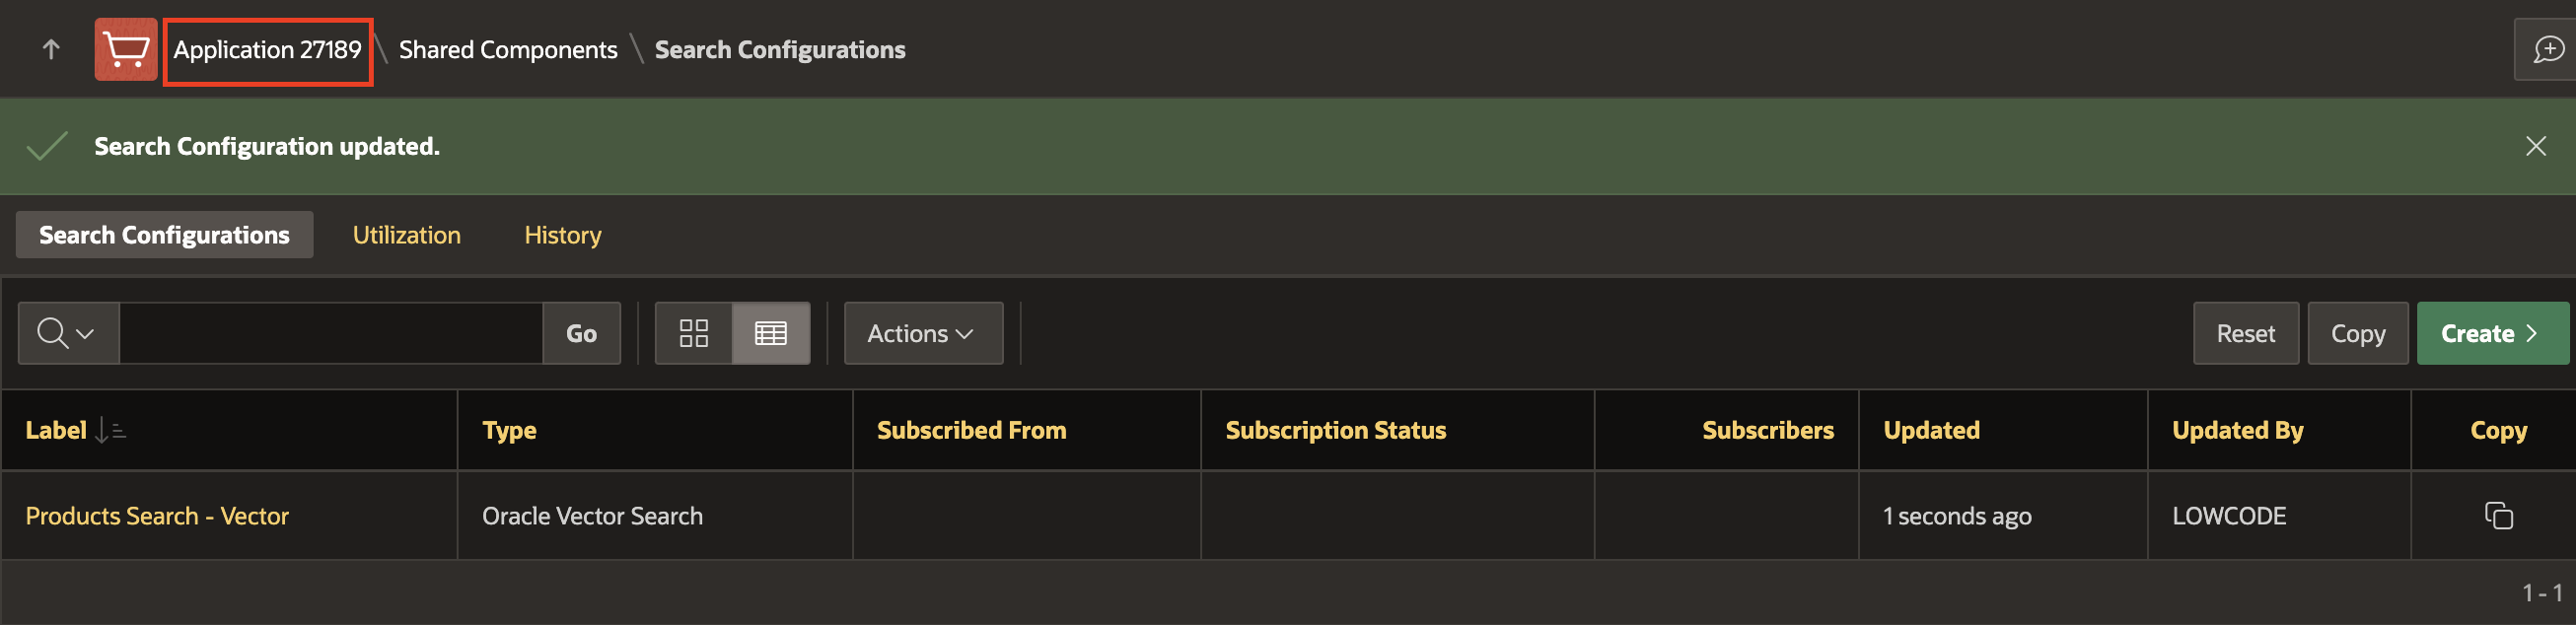 Application 27189 \ Shared Components \ Search Configurations
Search Configuration updated.
Search Configurations Utilization History
Go Actions Reset Copy Create
Label Type Subscribed From Subscription Status Subscribers Updated Updated By Copy
Products Search - Vector Oracle Vector Search 1 seconds ago LOWCODE
1 - 1